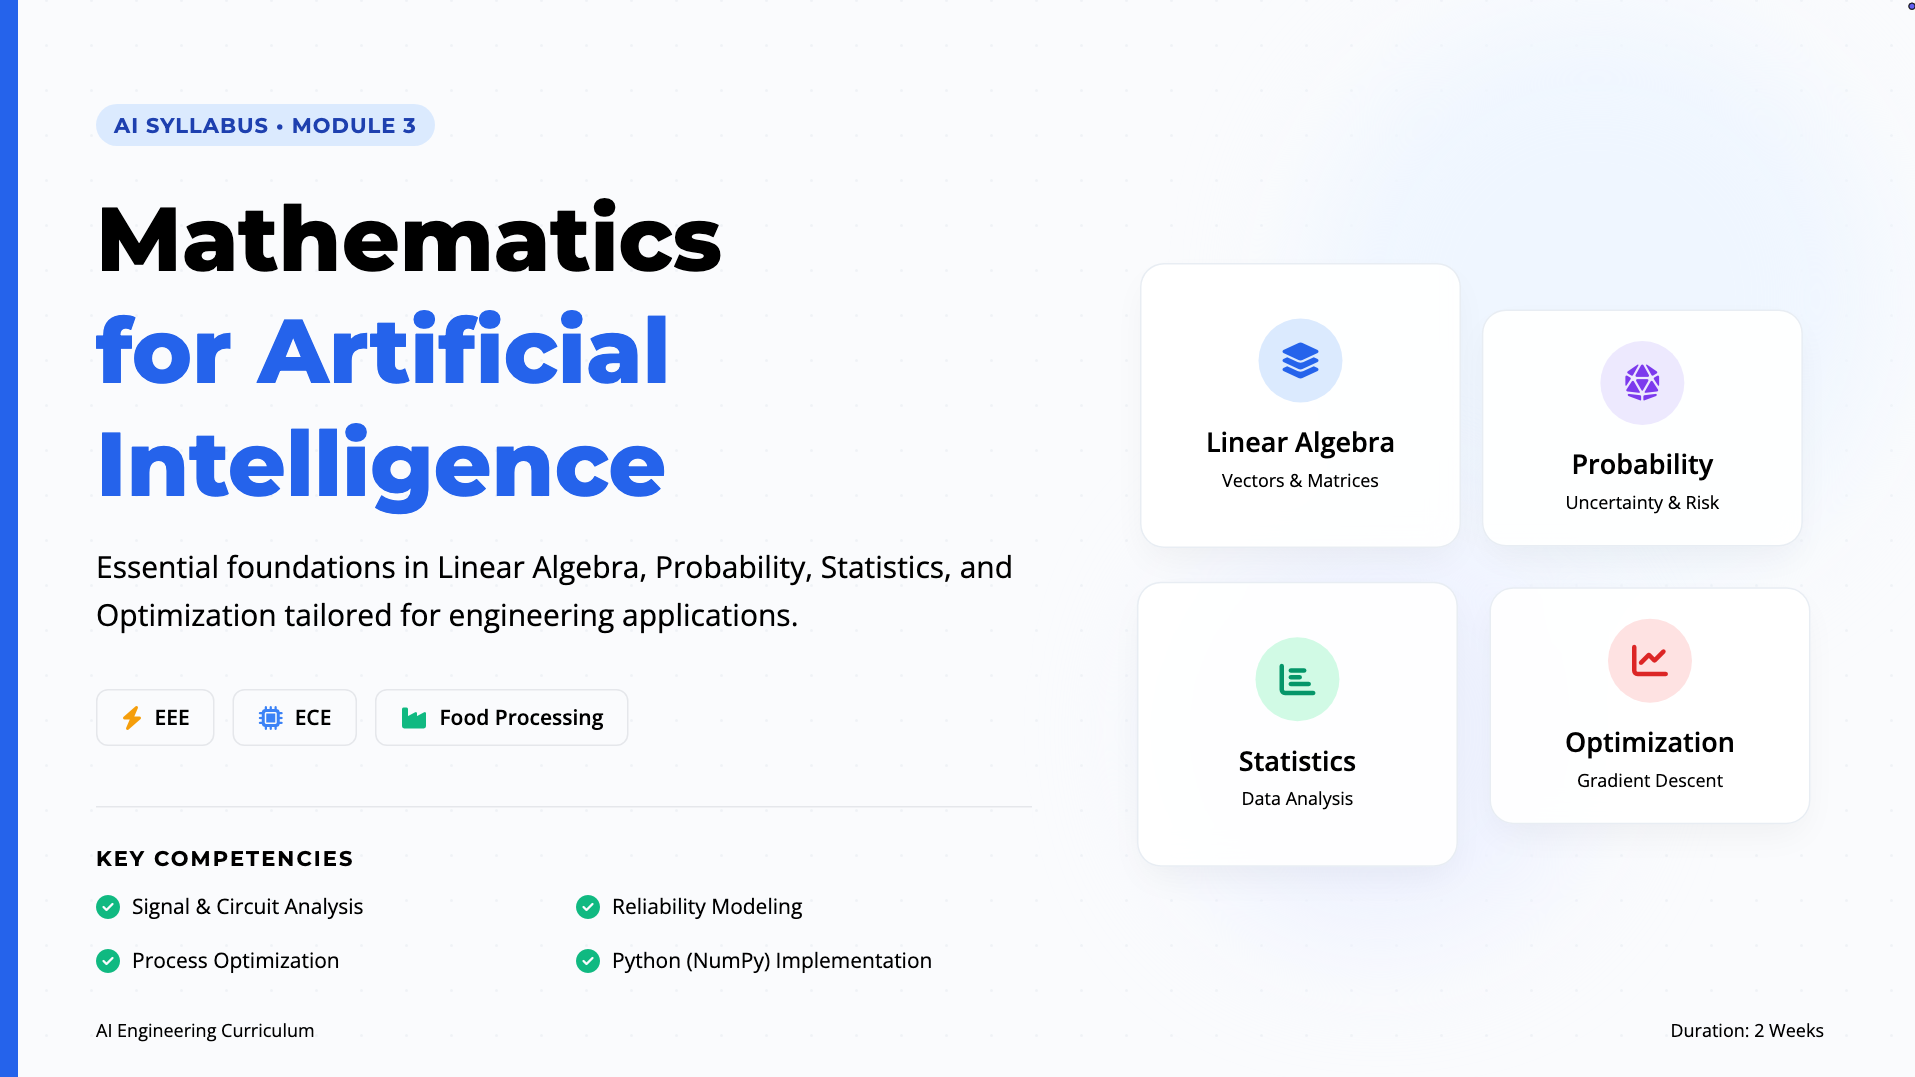 AI SYLLABUS • MODULE 3
Mathematics
for Artificial
Intelligence
Essential foundations in Linear Algebra, Probability, Statistics, and
Optimization tailored for engineering applications.
EEE
ECE
Food Processing
KEY COMPETENCIES
Signal & Circuit Analysis
Reliability Modeling
Process Optimization
Python (NumPy) Implementation
Linear Algebra
Vectors & Matrices
Probability
Uncertainty & Risk
Statistics
Data Analysis
Optimization
Gradient Descent
AI Engineering Curriculum
Duration: 2 Weeks